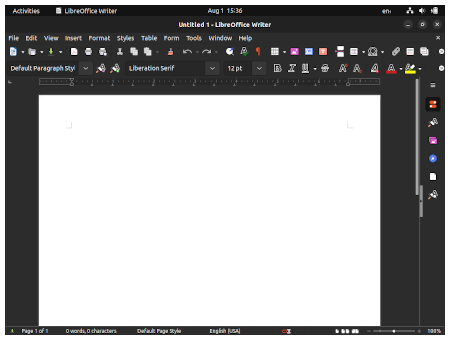 Activities LibreOffice Writer Aug 1 15:36 en
Untitled 1 - LibreOffice Writer
File Edit View Insert Format Styles Table Form Tools Window Help
Default Paragraph Styl Liberation Serif 12 pt
Page 1 of 1 0 words, 0 characters Default Page Style English (USA) 100%